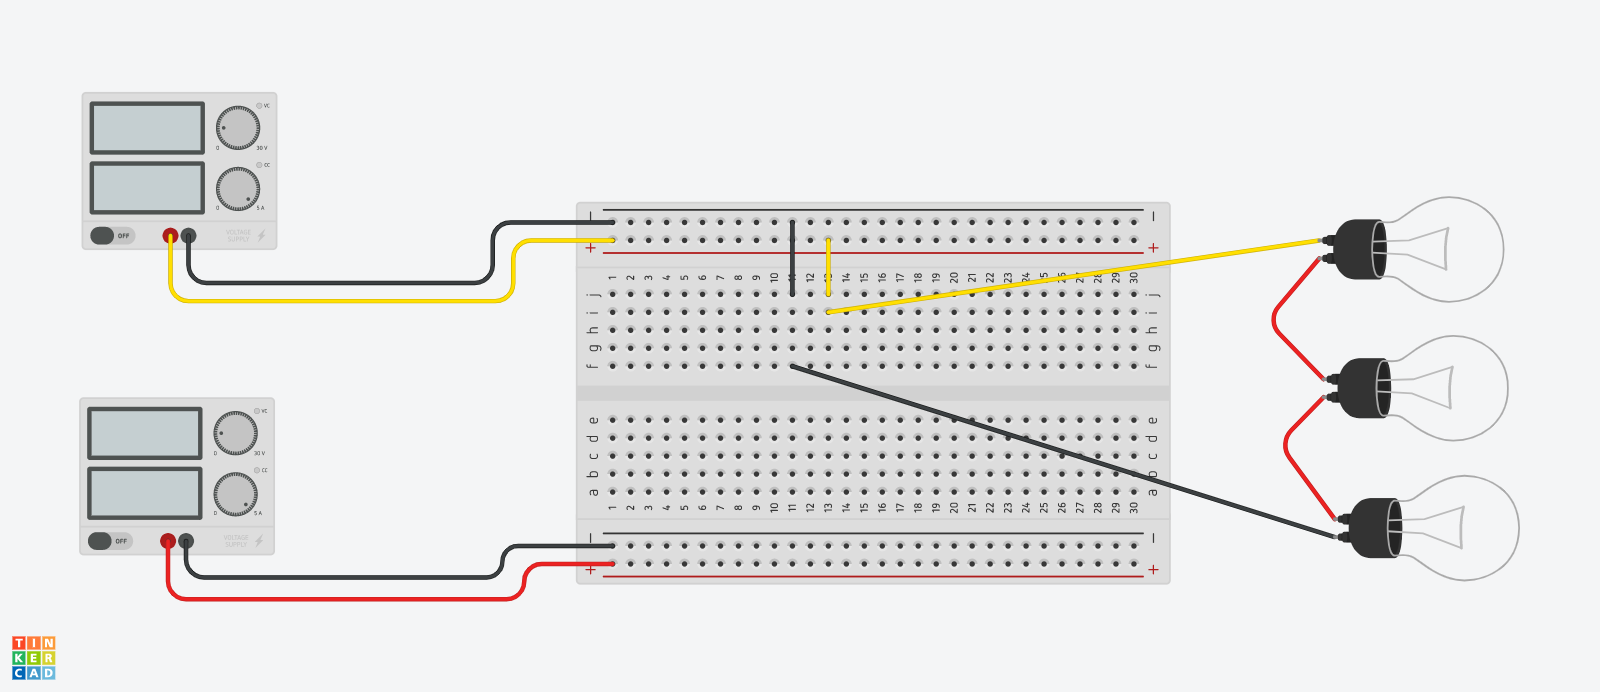 VC
0 30 V
CC
0 5 A
OFF
VOLTAGE
SUPPLY
VC
0 30 V
CC
0 5 A
OFF
VOLTAGE
SUPPLY
+ +
1 2 3 4 5 6 7 8 9 10 11 12 13 14 15 16 17 18 19 20 21 22 23 24 25 26 27 28 29 30
j j
i i
h h
g g
f f
e e
d d
c c
b b
a a
1 2 3 4 5 6 7 8 9 10 11 12 13 14 15 16 17 18 19 20 21 22 23 24 25 26 27 28 29 30
+ +
TIN
KER
CAD